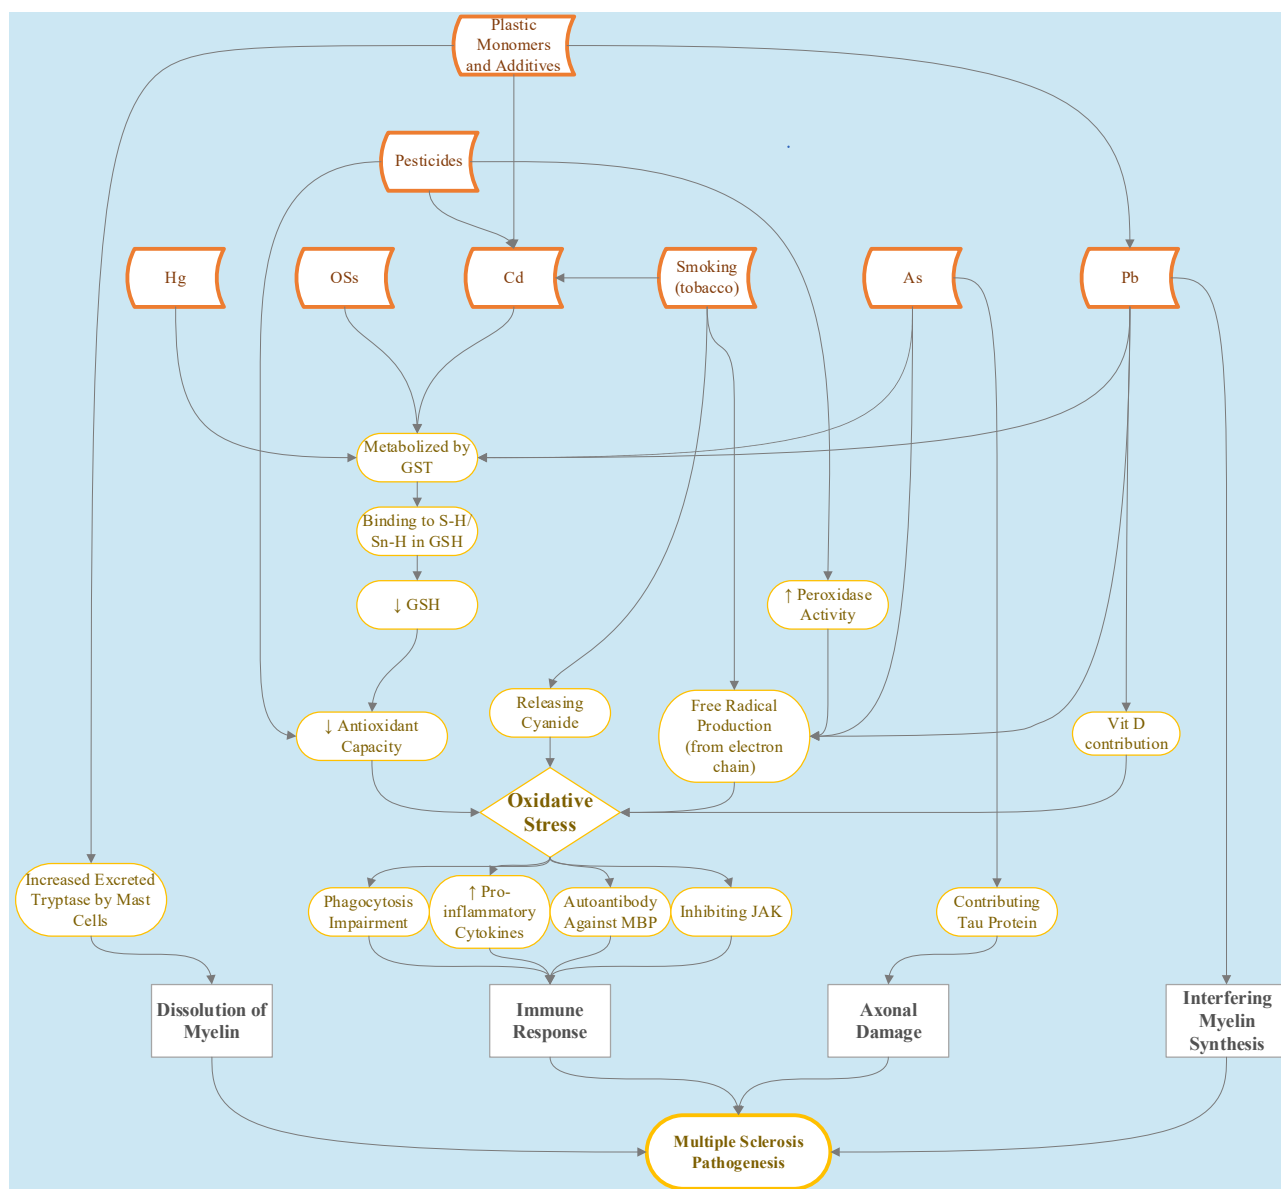 Plastic
Monomers
and Additives
Pesticides
Hg
OSs
Cd
Smoking
(tobacco)
As
Pb
Metabolized by
GST
Binding to S-H/
Sn-H in GSH
↓ GSH
↑ Peroxidase
Activity
↓ Antioxidant
Capacity
Releasing
Cyanide
Free Radical
Production
(from electron
chain)
Vit D
contribution
Oxidative
Stress
Increased Excreted
Tryptase by Mast
Cells
Phagocytosis
Impairment
↑ Pro-
inflammatory
Cytokines
Autoantibody
Against MBP
Inhibiting JAK
Contributing
Tau Protein
Dissolution of
Myelin
Immune
Response
Axonal
Damage
Interfering
Myelin
Synthesis
Multiple Sclerosis
Pathogenesis